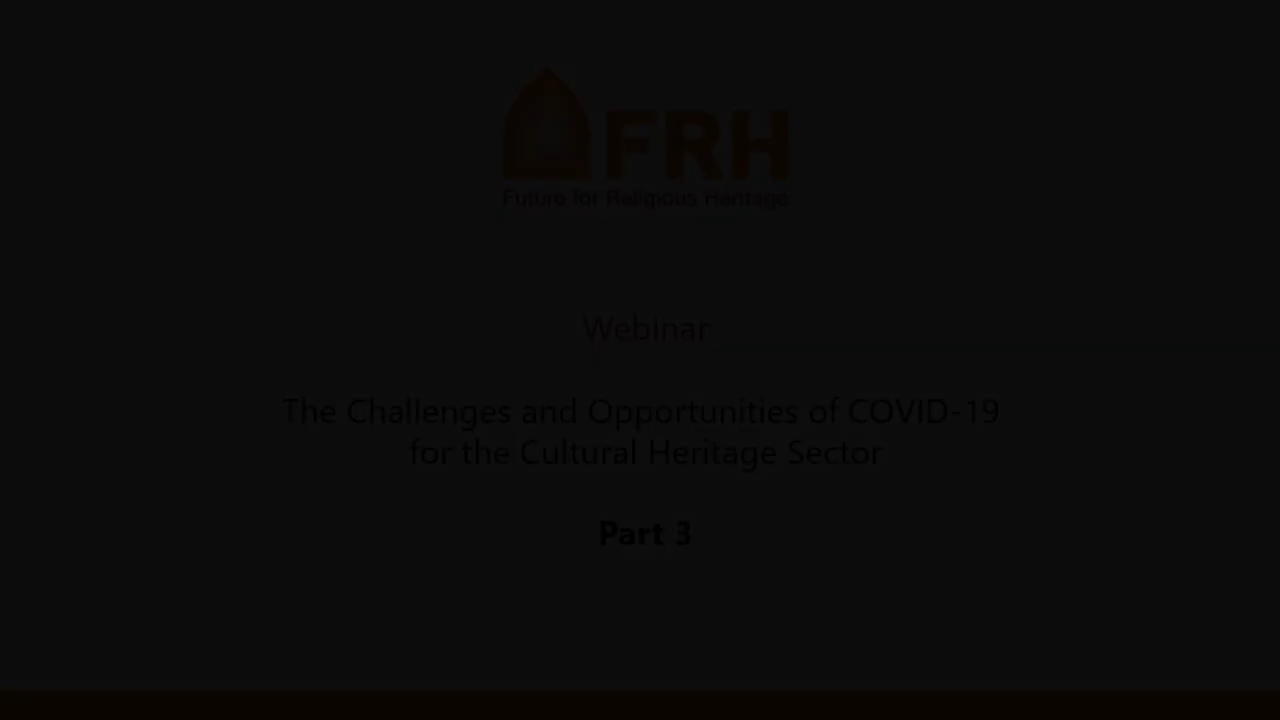 FRH
Future for Religious Heritage
Webinar
The Challenges and Opportunities of COVID-19
for the Cultural Heritage Sector
Part 3